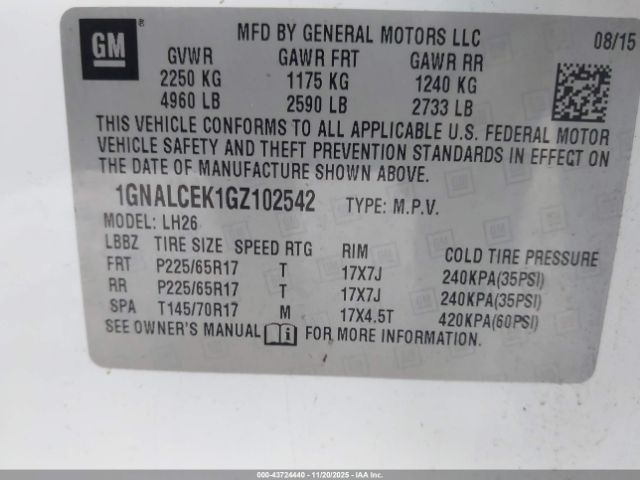 GM ®
MFD BY GENERAL MOTORS LLC 08/15
GVWR GAWR FRT GAWR RR
2250 KG 1175 KG 1240 KG
4960 LB 2590 LB 2733 LB
THIS VEHICLE CONFORMS TO ALL APPLICABLE U.S. FEDERAL MOTOR
VEHICLE SAFETY AND THEFT PREVENTION STANDARDS IN EFFECT ON
THE DATE OF MANUFACTURE SHOWN ABOVE.
1GNALCEK1GZ102542 TYPE: M.P.V.
MODEL: LH26
LBBZ TIRE SIZE SPEED RTG RIM COLD TIRE PRESSURE
FRT P225/65R17 T 17X7J 240KPA(35PSI)
RR P225/65R17 T 17X7J 240KPA(35PSI)
SPA T145/70R17 M 17X4.5T 420KPA(60PSI)
SEE OWNER'S MANUAL i FOR MORE INFORMATION.
000-43724440 - 11/20/2025 - IAAI.COM